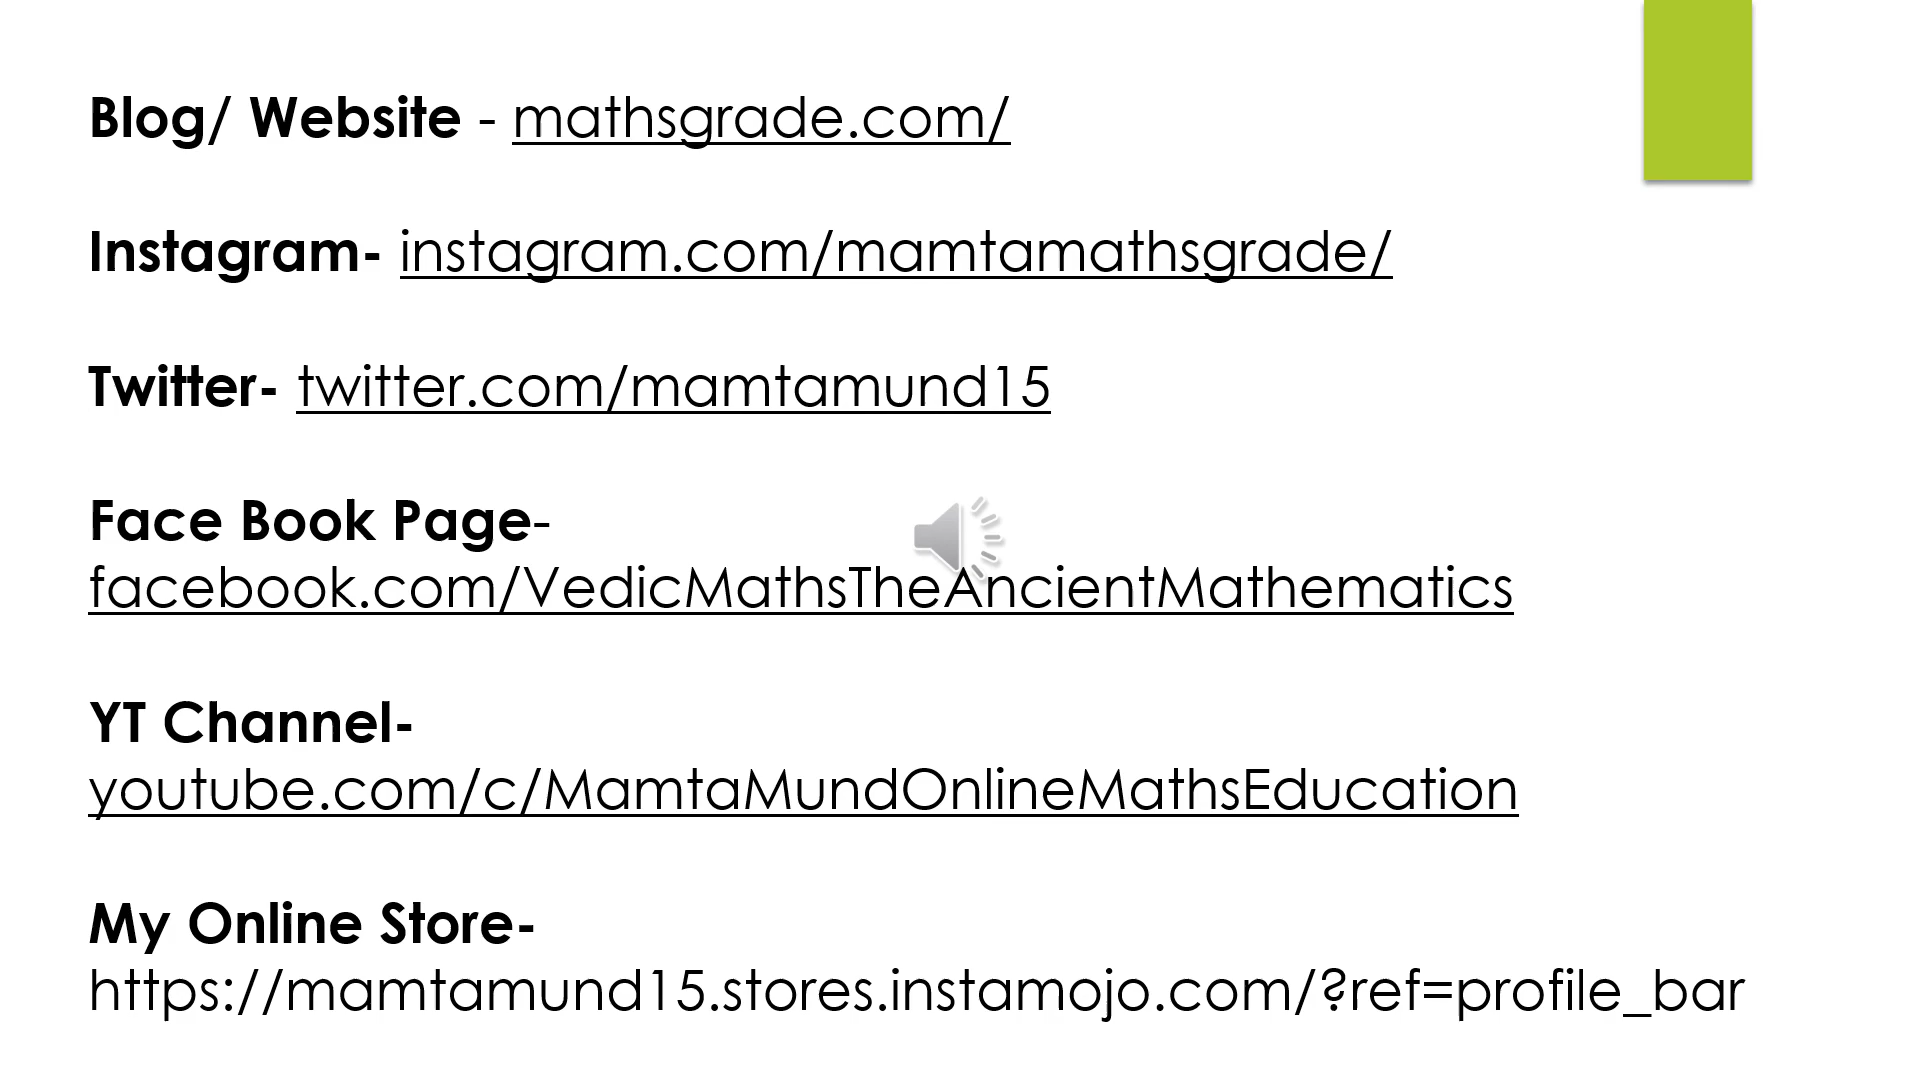 Blog/ Website - mathsgrade.com/
Instagram- instagram.com/mamtamathsgrade/
Twitter- twitter.com/mamtamund15
Face Book Page-
facebook.com/VedicMathsTheAncientMathematics
YT Channel-
youtube.com/c/MamtaMundOnlineMathsEducation
My Online Store-
https://mamtamund15.stores.instamojo.com/?ref=profile_bar